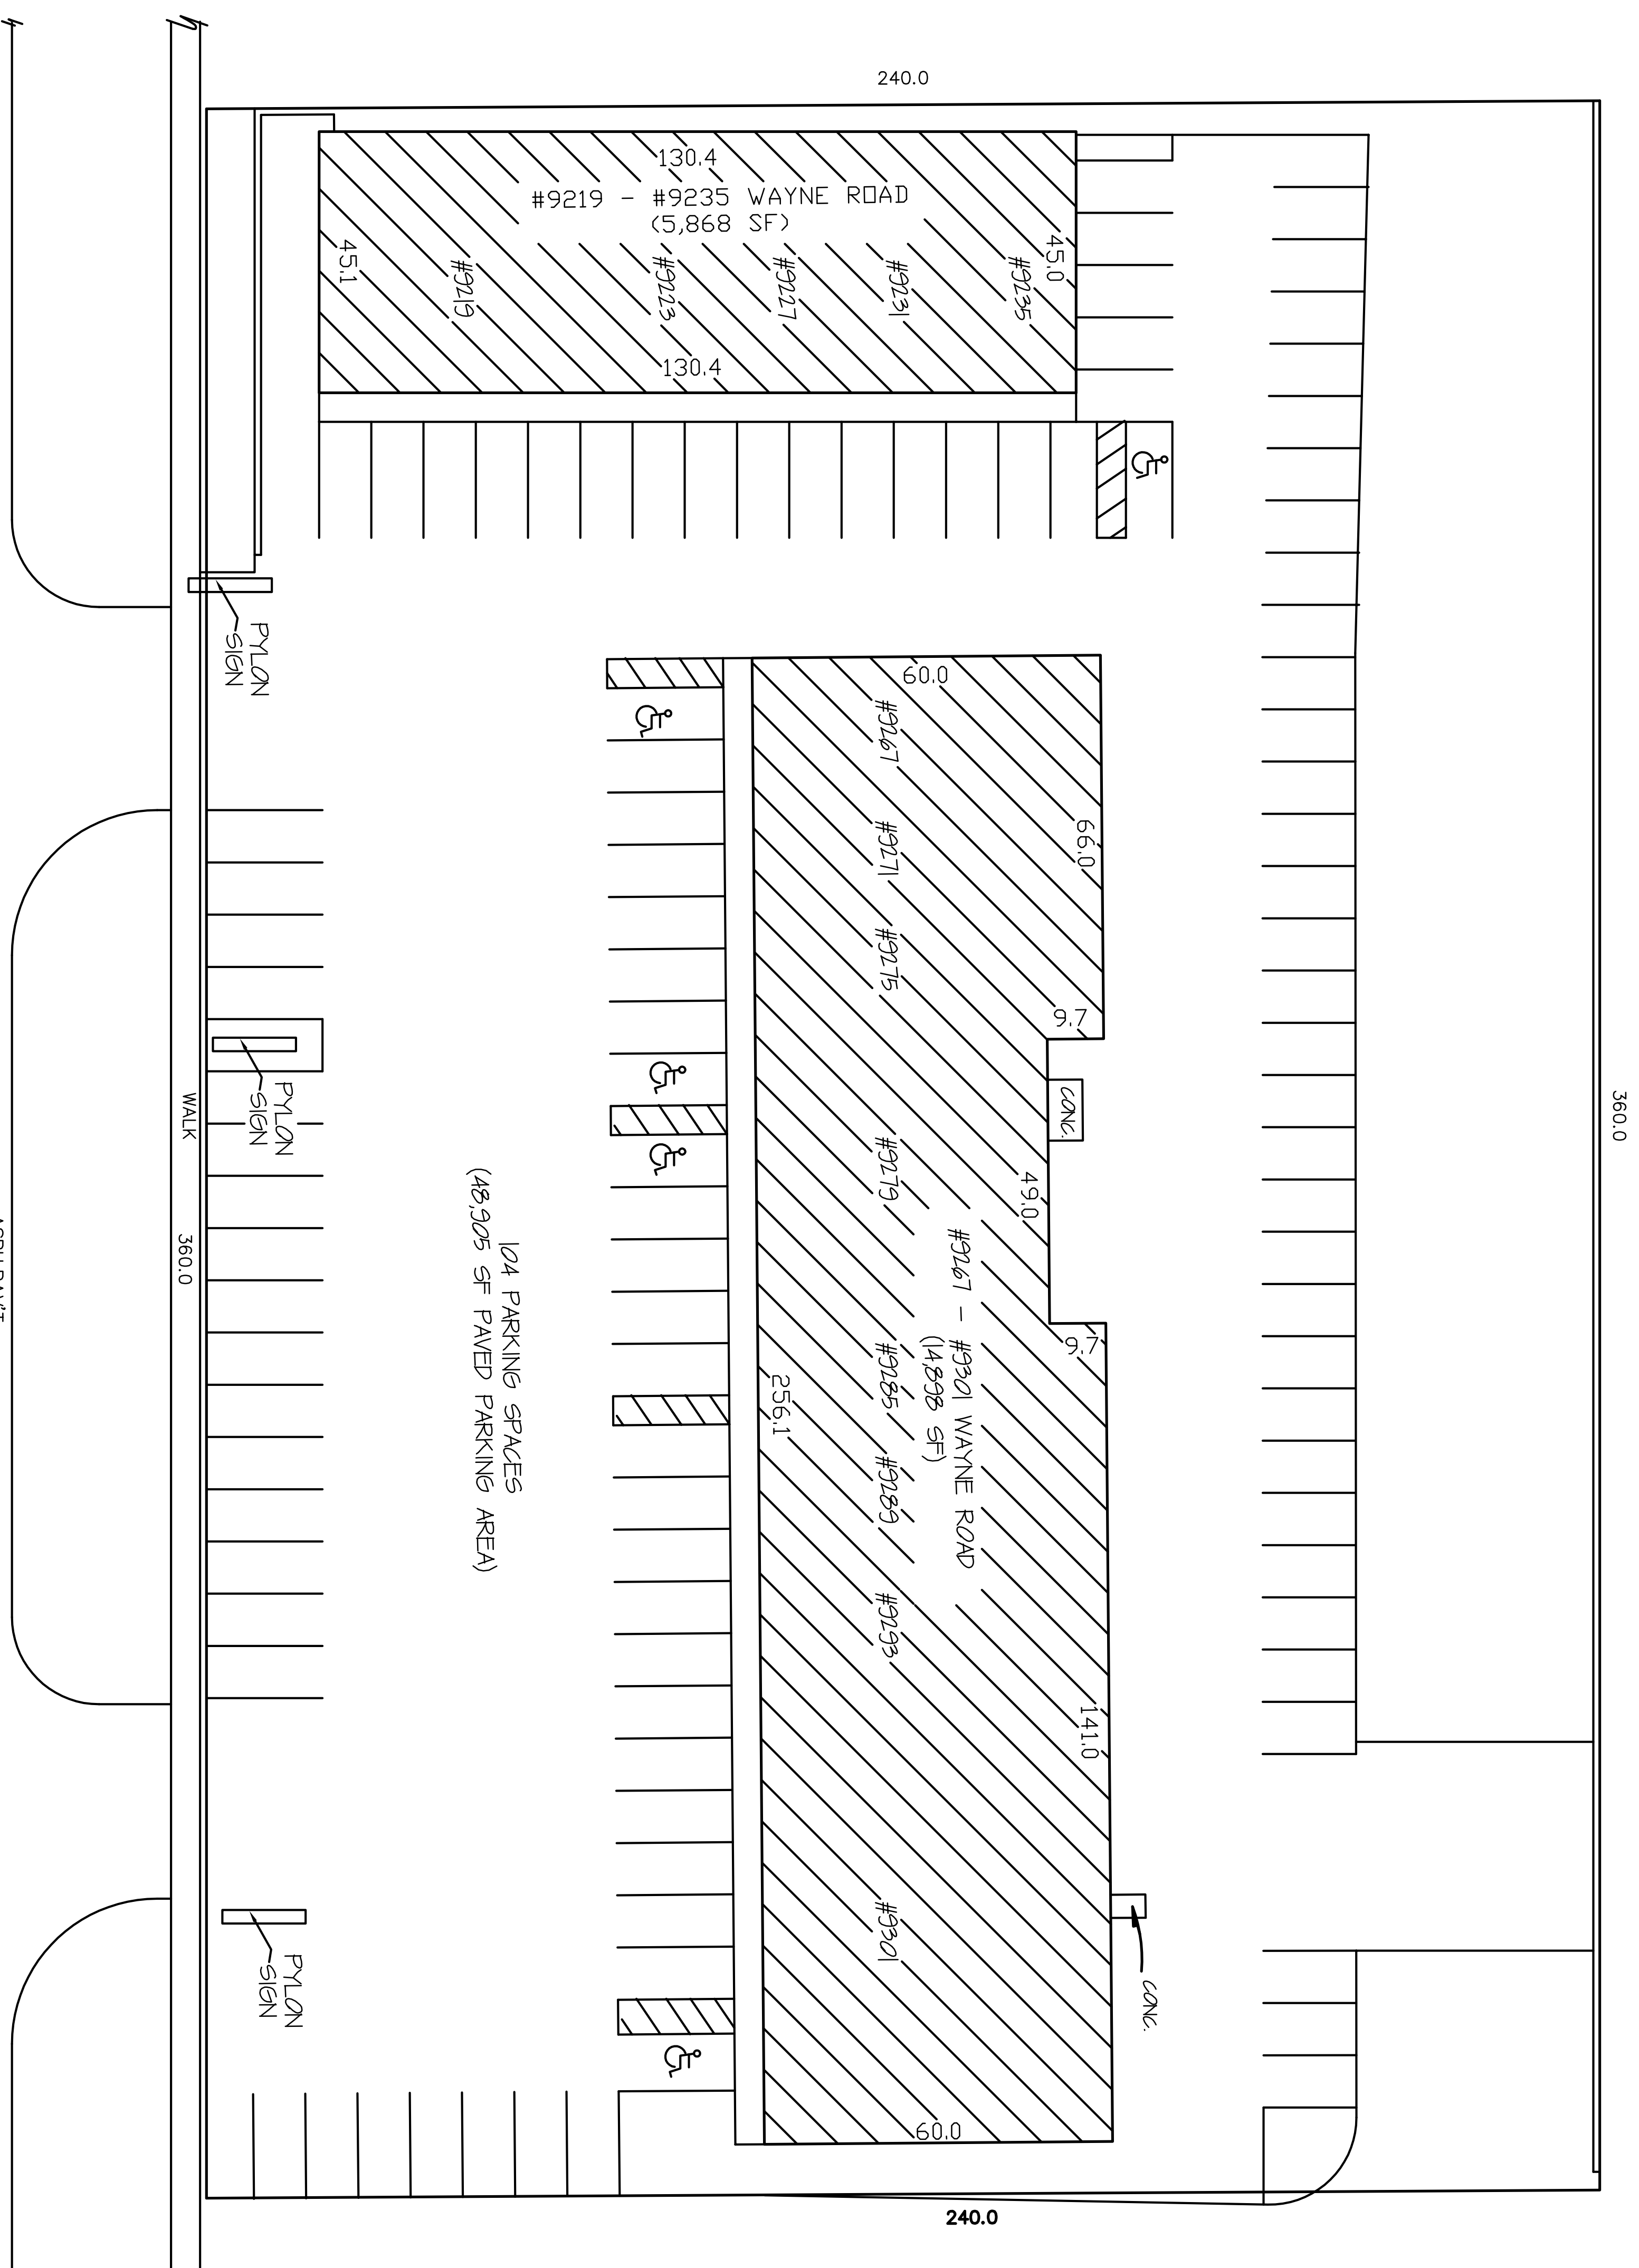 240.0
130.4
#9219 - #9235 WAYNE ROAD
(5,868 SF)
45.1
#9219
#9223
#9227
#9231
#9235
45.0
130.4
PYLON
SIGN
60.0
#9267
66.0
#9271
#9275
9.7
CONC.
PYLON
SIGN
WALK
360.0
360.0
#9279
49.0
#9267 - #9301 WAYNE ROAD
(14,898 SF)
104 PARKING SPACES
(48,905 SF PAVED PARKING AREA)
9.7
#9285
256.1
#9289
#9293
141.0
#9301
PYLON
SIGN
CONC.
60.0
240.0